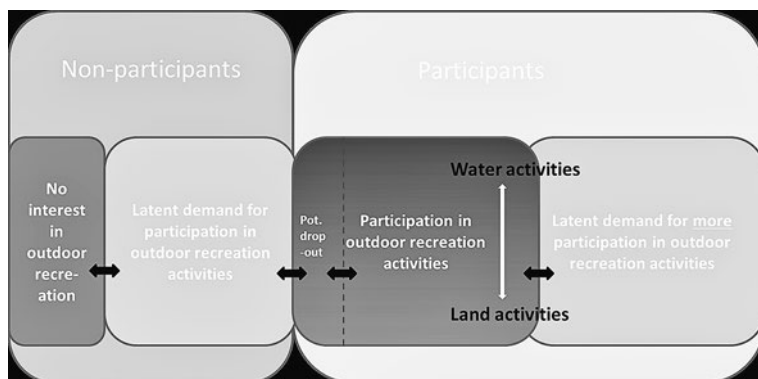 Non-participants
Participants
No
interest
in
outdoor
recre-
ation
Latent demand for
participation in
outdoor recreation
activities
Pot.
drop
-out
Participation in
outdoor recreation
activities
Water activities
Land activities
Latent demand for more
participation in outdoor
recreation activities